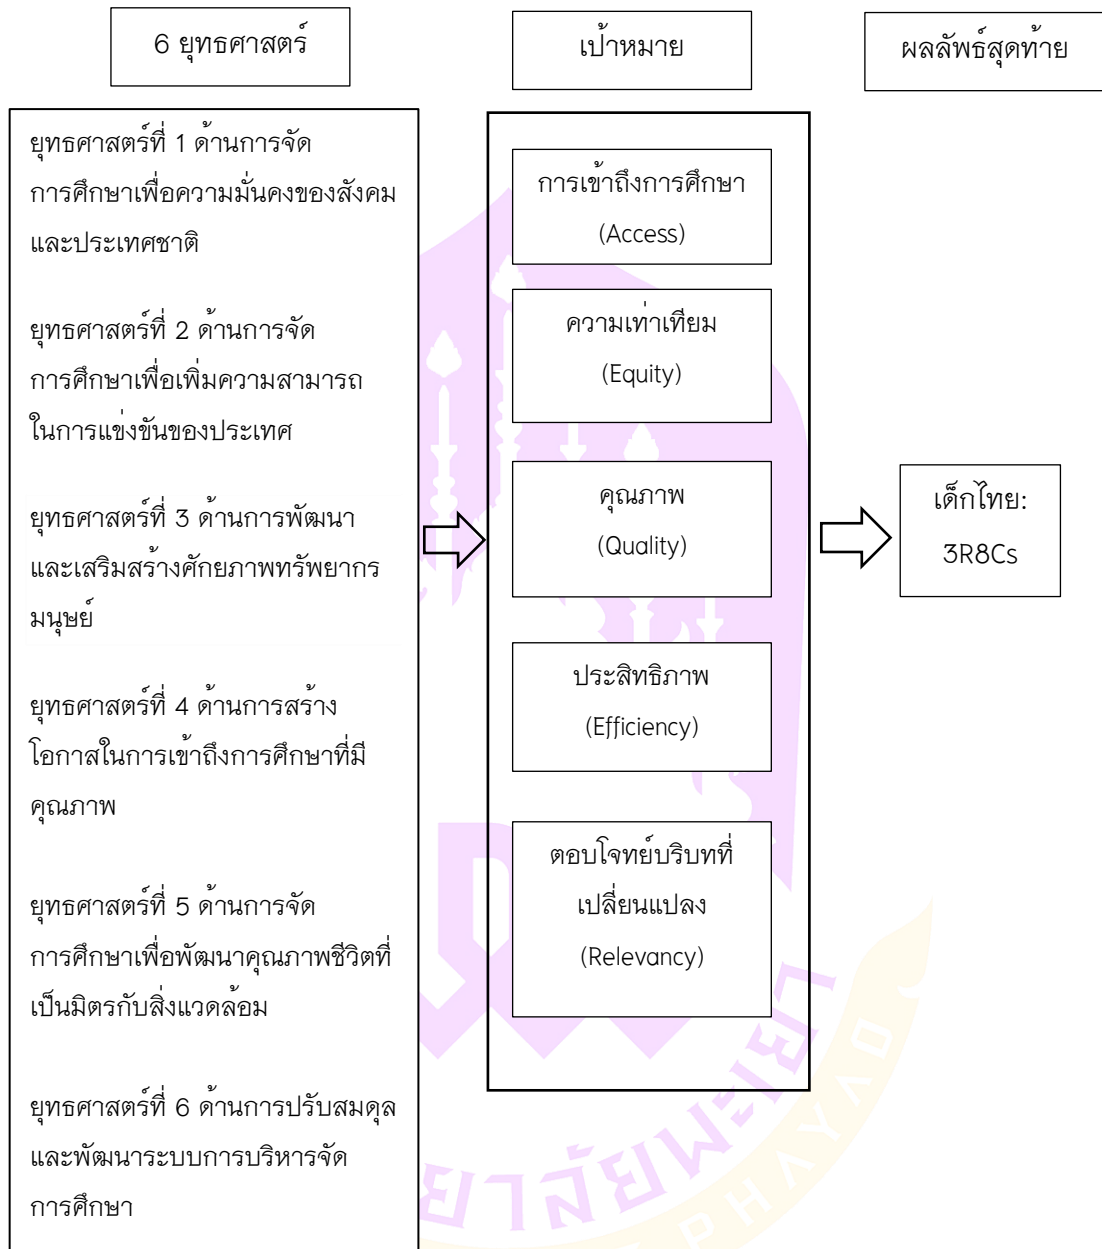 6 ยุทธศาสตร์
เป้าหมาย
ผลลัพธ์สุดท้าย
ยุทธศาสตร์ที่ 1 ด้านการจัด
การศึกษาเพื่อความมั่นคงของสังคม
และประเทศชาติ
ยุทธศาสตร์ที่ 2 ด้านการจัด
การศึกษาเพื่อเพิ่มความสามารถ
ในการแข่งขันของประเทศ
ยุทธศาสตร์ที่ 3 ด้านการพัฒนา
และเสริมสร้างศักยภาพทรัพยากร
มนุษย์
ยุทธศาสตร์ที่ 4 ด้านการสร้าง
โอกาสในการเข้าถึงการศึกษาที่มี
คุณภาพ
ยุทธศาสตร์ที่ 5 ด้านการจัด
การศึกษาเพื่อพัฒนาคุณภาพชีวิตที่
เป็นมิตรกับสิ่งแวดล้อม
ยุทธศาสตร์ที่ 6 ด้านการปรับสมดุล
และพัฒนาระบบการบริหารจัด
การศึกษา
การเข้าถึงการศึกษา
(Access)
ความเท่าเทียม
(Equity)
คุณภาพ
(Quality)
ประสิทธิภาพ
(Efficiency)
ตอบโจทย์บริบทที่
เปลี่ยนแปลง
(Relevancy)
เด็กไทย:
3R8Cs
ยาลัยพะเยา
PHAYAO